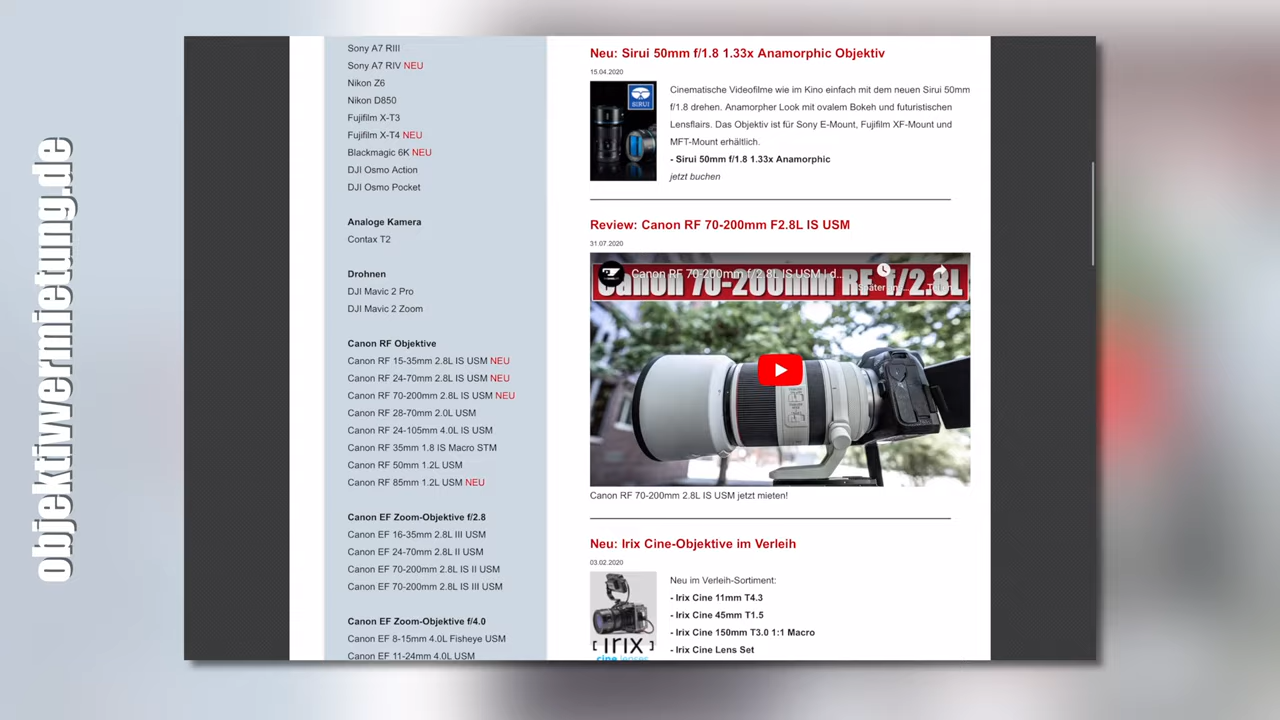 objektivvermietung.de
Sony A7 RIII
Sony A7 RIV NEU
Nikon Z6
Nikon D850
Fujifilm X-T3
Fujifilm X-T4 NEU
Blackmagic 6K NEU
DJI Osmo Action
DJI Osmo Pocket
Analoge Kamera
Contax T2
Drohnen
DJI Mavic 2 Pro
DJI Mavic 2 Zoom
Canon RF Objektive
Canon RF 15-35mm 2.8L IS USM NEU
Canon RF 24-70mm 2.8L IS USM NEU
Canon RF 70-200mm 2.8L IS USM NEU
Canon RF 28-70mm 2.0L USM
Canon RF 24-105mm 4.0L IS USM
Canon RF 35mm 1.8 IS Macro STM
Canon RF 50mm 1.2L USM
Canon RF 85mm 1.2L USM NEU
Canon EF Zoom-Objektive f/2.8
Canon EF 16-35mm 2.8L III USM
Canon EF 24-70mm 2.8L II USM
Canon EF 70-200mm 2.8L IS II USM
Canon EF 70-200mm 2.8L IS III USM
Canon EF Zoom-Objektive f/4.0
Canon EF 8-15mm 4.0L Fisheye USM
Canon EF 11-24mm 4.0L USM
Neu: Sirui 50mm f/1.8 1.33x Anamorphic Objektiv
15.04.2020
SIRUI
Cinematische Videofilme wie im Kino einfach mit dem neuen Sirui 50mm
f/1.8 drehen. Anamorpher Look mit ovalem Bokeh und futuristischen
Lensflairs. Das Objektiv ist für Sony E-Mount, Fujifilm XF-Mount und
MFT-Mount erhältlich.
- Sirui 50mm f/1.8 1.33x Anamorphic
jetzt buchen
Review: Canon RF 70-200mm F2.8L IS USM
31.07.2020
Canon RF 70-200mm f/2.8L IS USM | d...
Canon 70-200mm RF f/2.8L
Später an...
Canon RF 70-200mm 2.8L IS USM jetzt mieten!
Neu: Irix Cine-Objektive im Verleih
03.02.2020
Neu im Verleih-Sortiment:
- Irix Cine 11mm T4.3
- Irix Cine 45mm T1.5
- Irix Cine 150mm T3.0 1:1 Macro
- Irix Cine Lens Set
[irix]
cine lenses